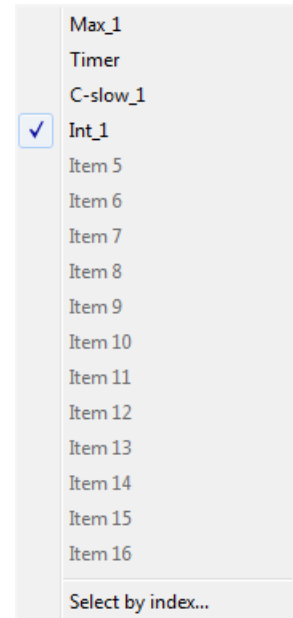 Max_1
Timer
C-slow_1
Int_1
Item 5
Item 6
Item 7
Item 8
Item 9
Item 10
Item 11
Item 12
Item 13
Item 14
Item 15
Item 16
Select by index...